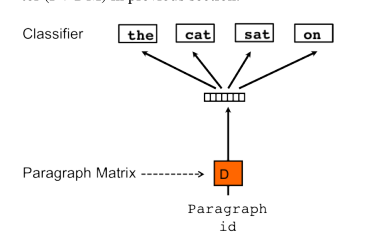 Classifier the cat sat on
Paragraph Matrix D
Paragraph
id